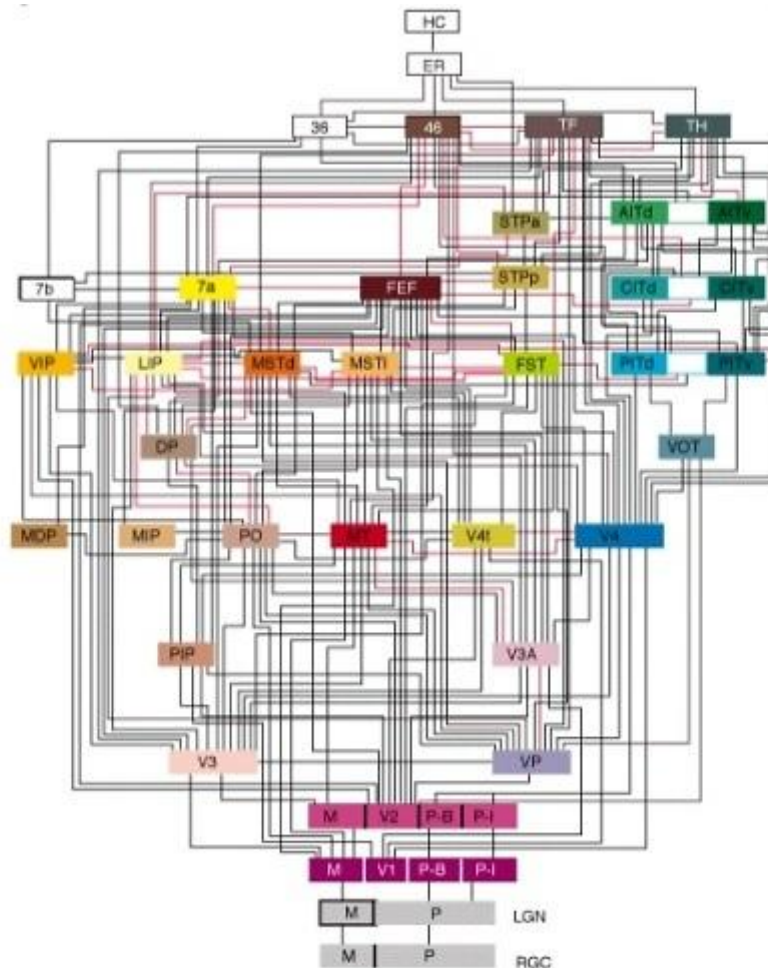 HC
ER
36 46 TF TH
STPa AITd AITv
7b 7a FEF STPp CITd CITv
VIP LIP MSTd MSTl FST PITd PITv
DP VOT
MDP MIP PO MT V4t V4
PIP V3A
V3 VP
M V2 P-B P-I
M V1 P-B P-I
M P LGN
M P RGC